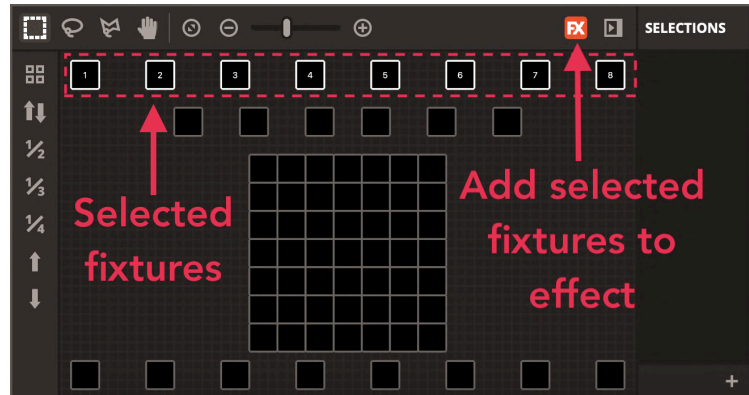 FX
SELECTIONS
1 2 3 4 5 6 7 8
1/2
1/3
1/4
Selected
fixtures
Add selected
fixtures to
effect
+